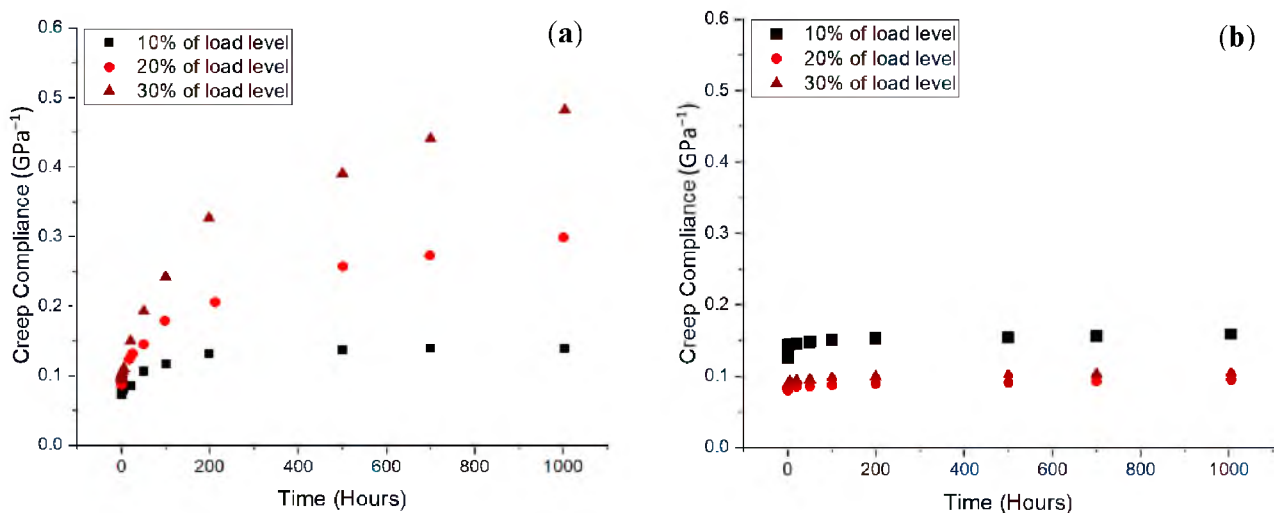 (a)
10% of load level
20% of load level
30% of load level
Creep Compliance (GPa⁻¹)
0.6
0.5
0.4
0.3
0.2
0.1
0.0
0 200 400 600 800 1000
Time (Hours)
(b)
10% of load level
20% of load level
30% of load level
Creep Compliance (GPa⁻¹)
0.6
0.5
0.4
0.3
0.2
0.1
0.0
0 200 400 600 800 1000
Time (Hours)